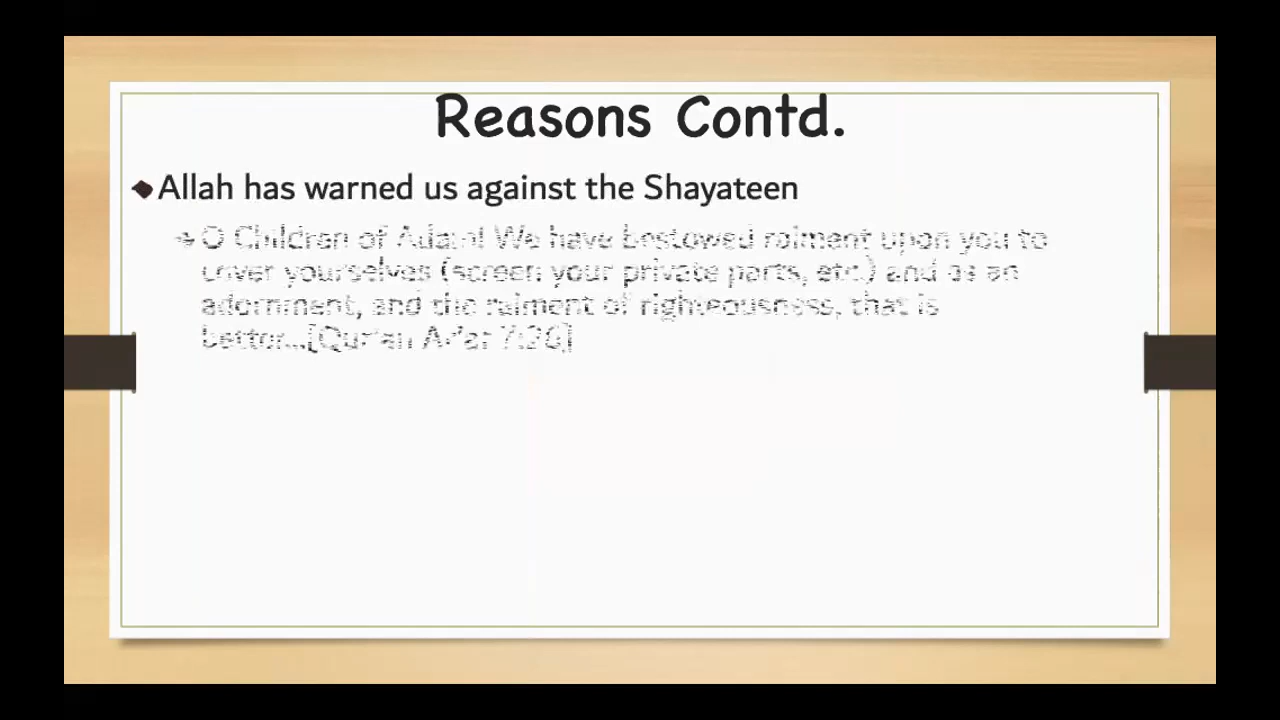 Reasons Contd.
Allah has warned us against the Shayateen
O Children of Adam! We have bestowed raiment upon you to
cover yourselves (screen your private parts, etc.) and as an
adornment, and the raiment of righteousness, that is
better...[Qur'an Ar'af 7:26]